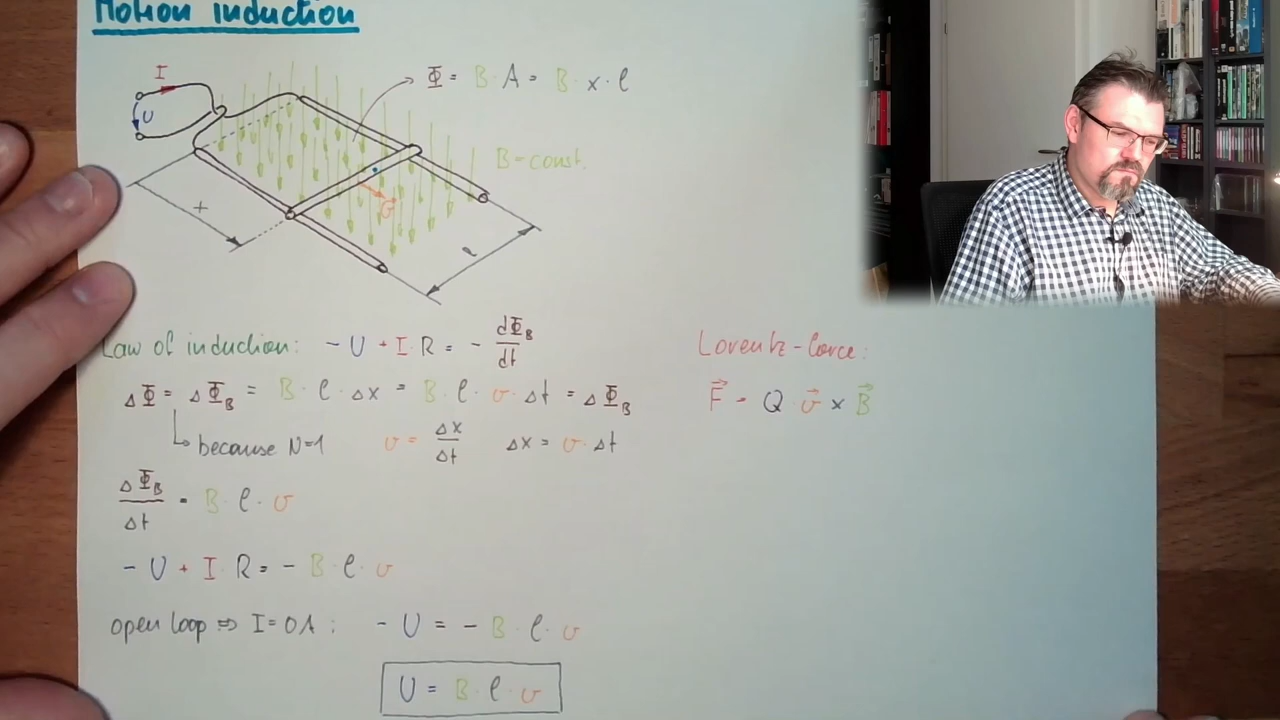 Motion induction
I
U
Φ = B · A = B · x · l
B = const.
v
x
l
Law of induction: - U + I · R = - dΦB/dt
ΔΦ = ΔΦB = B · l · Δx = B · l · v · Δt = ΔΦB
because N=1 v = Δx/Δt Δx = v · Δt
ΔΦB/Δt = B · l · v
- U + I · R = - B · l · v
open loop ⇒ I = 0A : - U = - B · l · v
U = B · l · v
Lorentz-force:
F⃗ = Q · v⃗ × B⃗